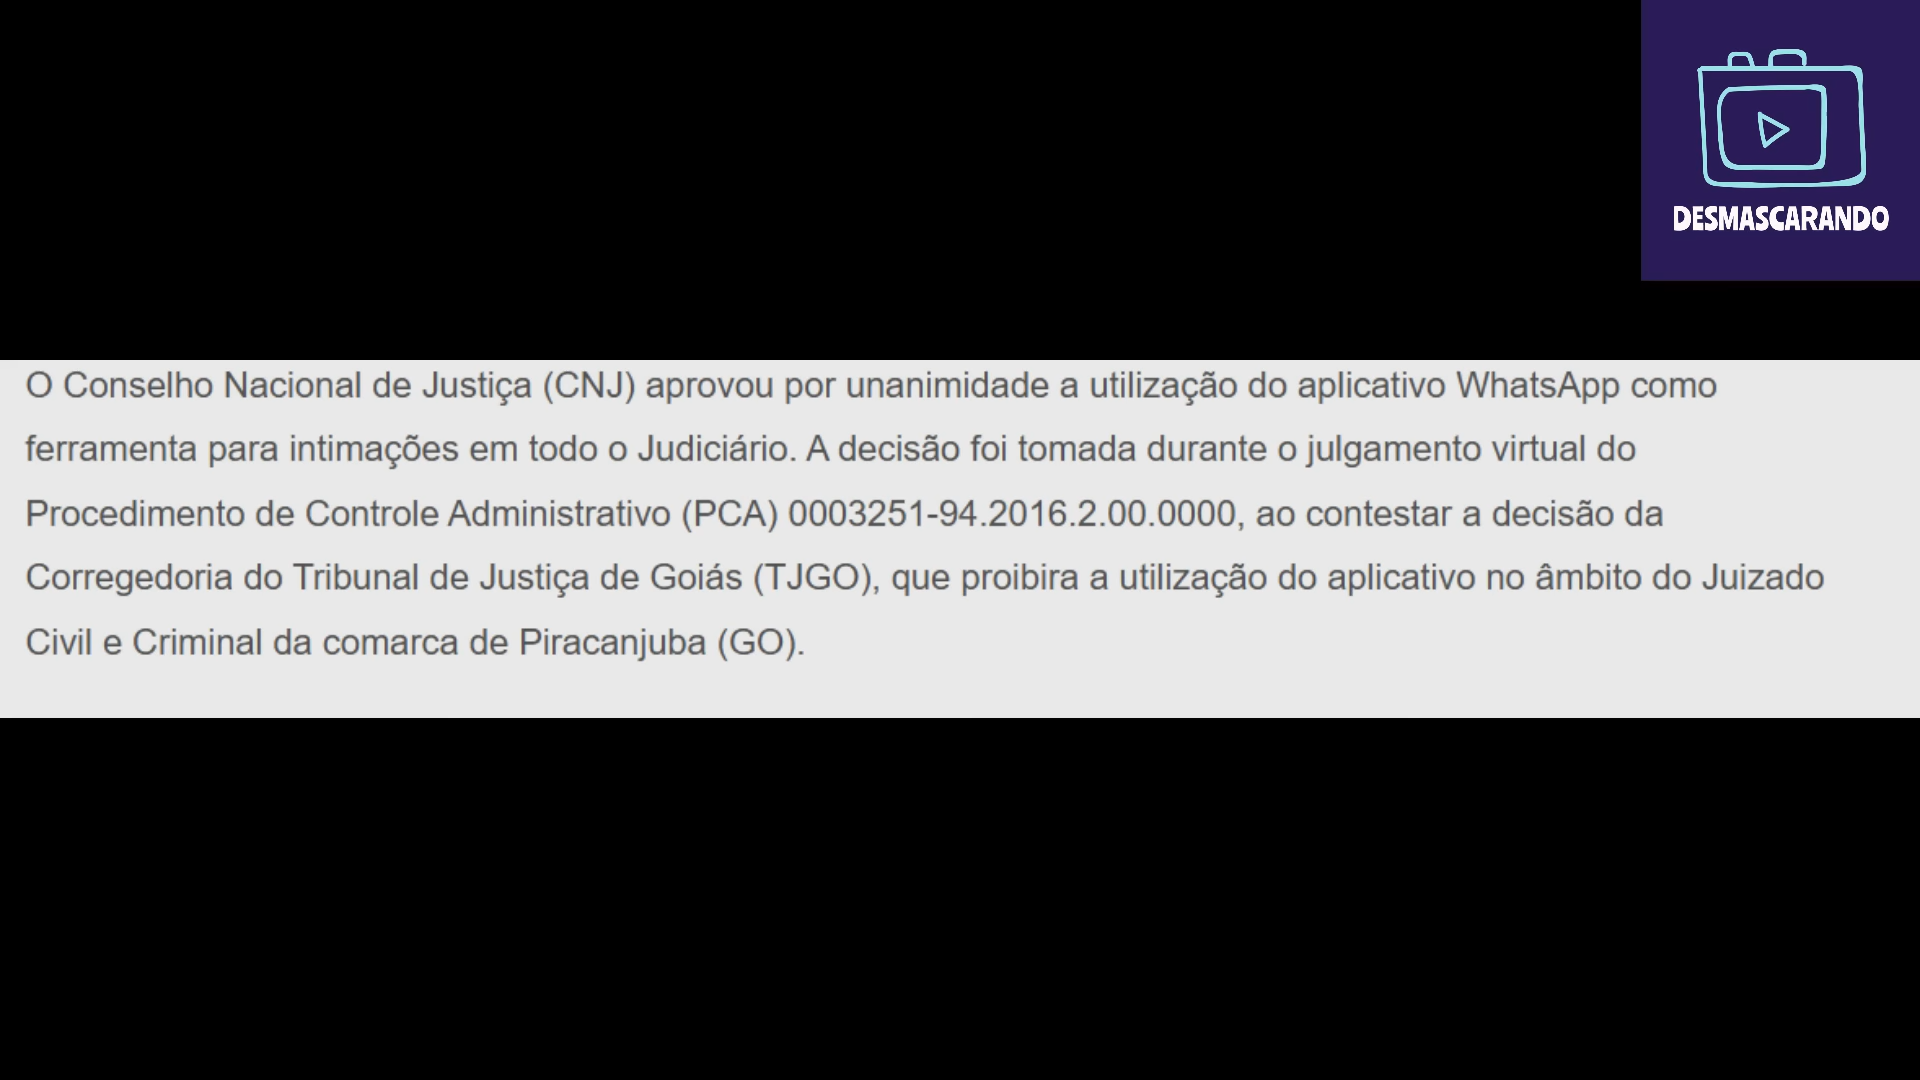 DESMASCARANDO
O Conselho Nacional de Justiça (CNJ) aprovou por unanimidade a utilização do aplicativo WhatsApp como
ferramenta para intimações em todo o Judiciário. A decisão foi tomada durante o julgamento virtual do
Procedimento de Controle Administrativo (PCA) 0003251-94.2016.2.00.0000, ao contestar a decisão da
Corregedoria do Tribunal de Justiça de Goiás (TJGO), que proibira a utilização do aplicativo no âmbito do Juizado
Civil e Criminal da comarca de Piracanjuba (GO).